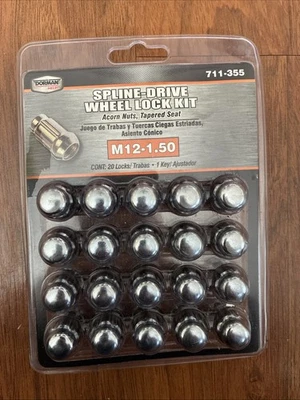 DORMAN
711-355
SPLINE-DRIVE
WHEEL LOCK KIT
Acorn Nuts, Tapered Seat
Juego de Trabas y Tuercas Ciegas Estriadas,
Asiento Cónico
M12-1.50
CONT: 20 Locks/ Trabas • 1 Key/ Ajustador